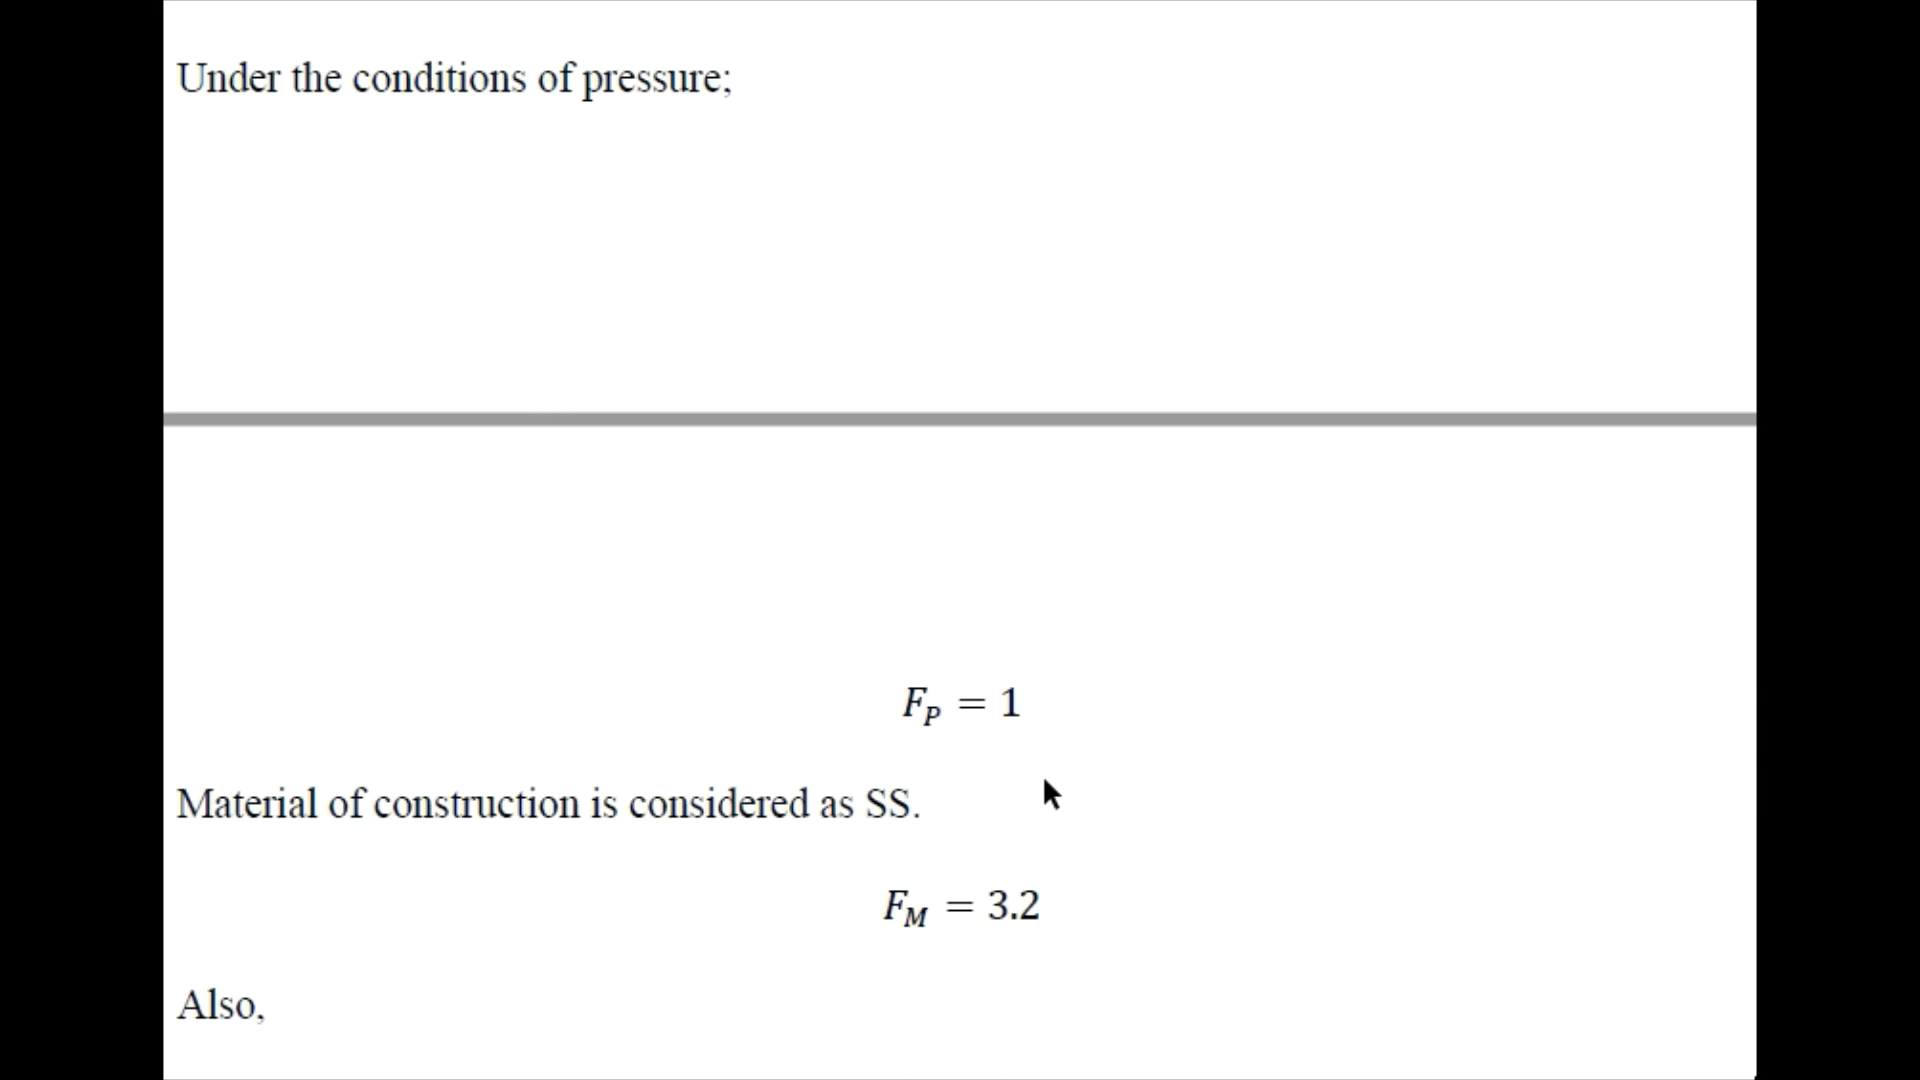 Under the conditions of pressure;
F_P = 1
Material of construction is considered as SS.
F_M = 3.2
Also,